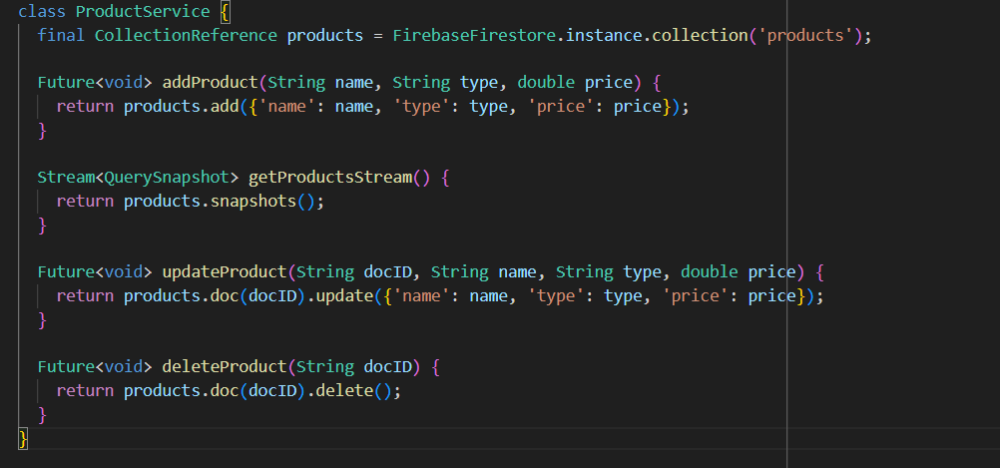 class ProductService {
  final CollectionReference products = FirebaseFirestore.instance.collection('products');

  Future<void> addProduct(String name, String type, double price) {
    return products.add({'name': name, 'type': type, 'price': price});
  }

  Stream<QuerySnapshot> getProductsStream() {
    return products.snapshots();
  }

  Future<void> updateProduct(String docID, String name, String type, double price) {
    return products.doc(docID).update({'name': name, 'type': type, 'price': price});
  }

  Future<void> deleteProduct(String docID) {
    return products.doc(docID).delete();
  }
}